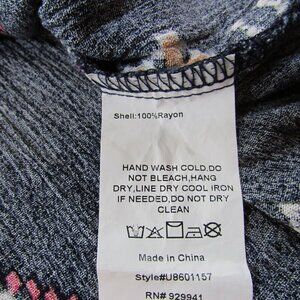 Shell:100%Rayon
HAND WASH COLD,DO
NOT BLEACH,HANG
DRY,LINE DRY COOL IRON
IF NEEDED,DO NOT DRY
CLEAN
Made in China
Style#U8601157
RN# 929941